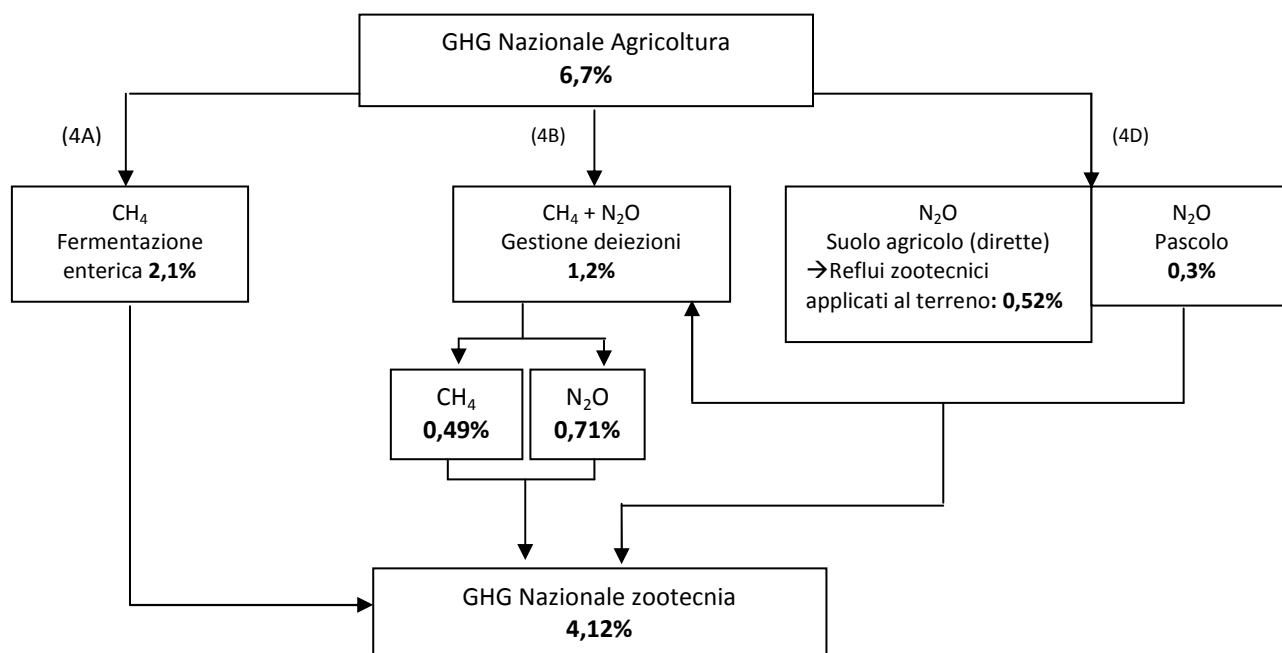 GHG Nazionale Agricoltura
6,7%
(4A)
(4B)
(4D)
CH₄
Fermentazione
enterica 2,1%
CH₄ + N₂O
Gestione deiezioni
1,2%
N₂O
Suolo agricolo (dirette)
→Reflui zootecnici
applicati al terreno: 0,52%
N₂O
Pascolo
0,3%
CH₄
0,49%
N₂O
0,71%
GHG Nazionale zootecnia
4,12%